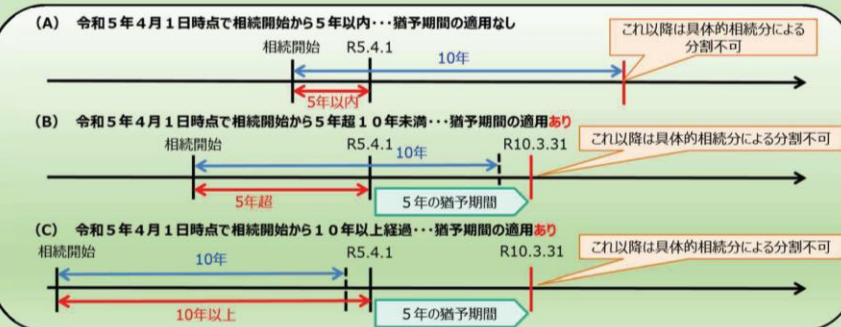 (A) 令和5年4月1日時点で相続開始から5年以内･･･猶予期間の適用なし
相続開始 R5.4.1
10年
これ以降は具体的相続分による
分割不可
5年以内
(B) 令和5年4月1日時点で相続開始から5年超10年未満･･･猶予期間の適用あり
相続開始 R5.4.1 R10.3.31
10年
これ以降は具体的相続分による分割不可
5年超
5年の猶予期間
(C) 令和5年4月1日時点で相続開始から10年以上経過･･･猶予期間の適用あり
相続開始 R5.4.1 R10.3.31
10年
これ以降は具体的相続分による分割不可
10年以上
5年の猶予期間